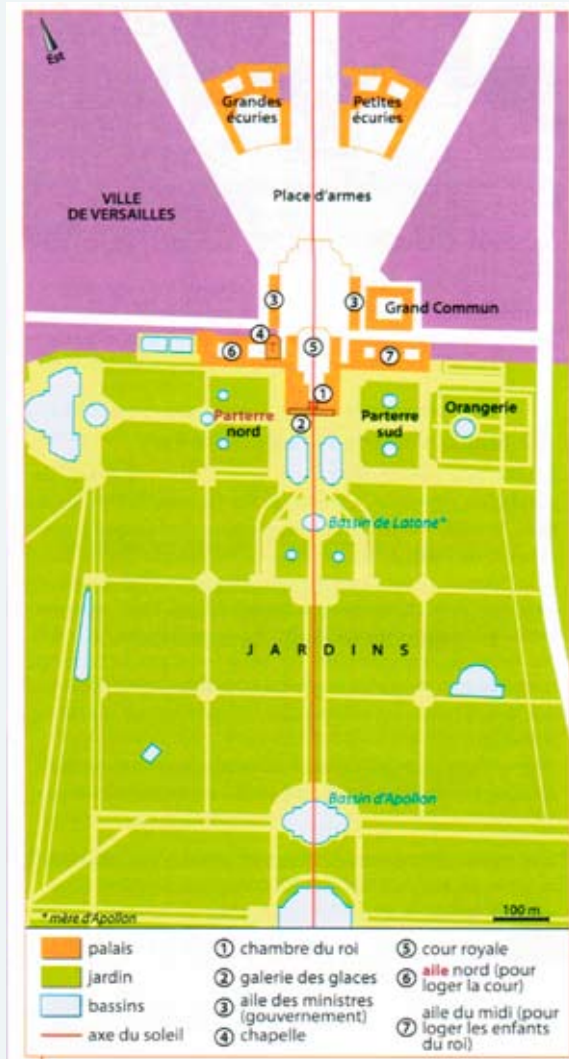 Est
Grandes
écuries
Petites
écuries
VILLE
DE VERSAILLES
Place d'armes
3
3
Grand Commun
4
5
6
7
1
Parterre
nord
2
Parterre
sud
Orangerie
Bassin de Latone*
JARDINS
Bassin d'Apollon
* mère d'Apollon
100 m
palais
jardin
bassins
axe du soleil
1 chambre du roi
2 galerie des glaces
3 aile des ministres
(gouvernement)
4 chapelle
5 cour royale
6 aile nord (pour
loger la cour)
7 aile du midi (pour
loger les enfants
du roi)